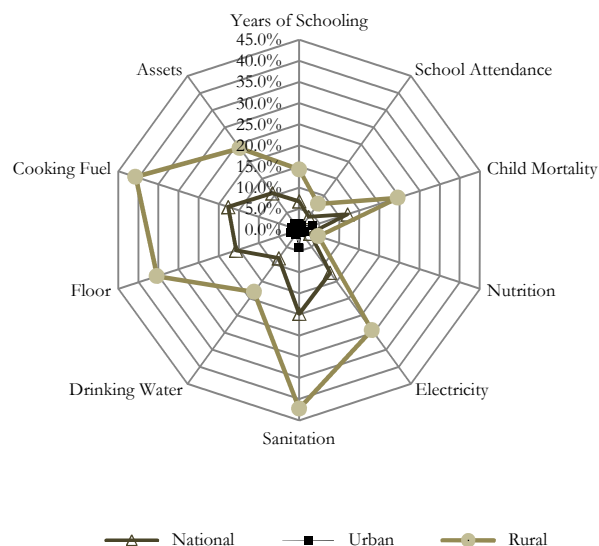 Years of Schooling
45.0%
40.0%
35.0%
30.0%
25.0%
20.0%
15.0%
10.0%
5.0%
0.0%
School Attendance
Child Mortality
Nutrition
Electricity
Sanitation
Drinking Water
Floor
Cooking Fuel
Assets
National Urban Rural